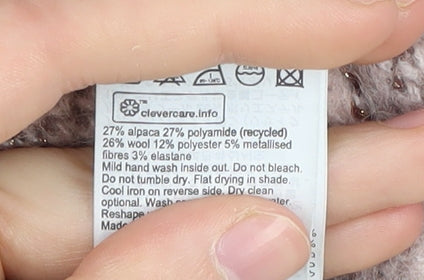 clevercare.info
27% alpaca 27% polyamide (recycled)
26% wool 12% polyester 5% metallised
fibres 3% elastane
Mild hand wash inside out. Do not bleach.
Do not tumble dry. Flat drying in shade.
Cool iron on reverse side. Dry clean
optional. Wash
Reshape